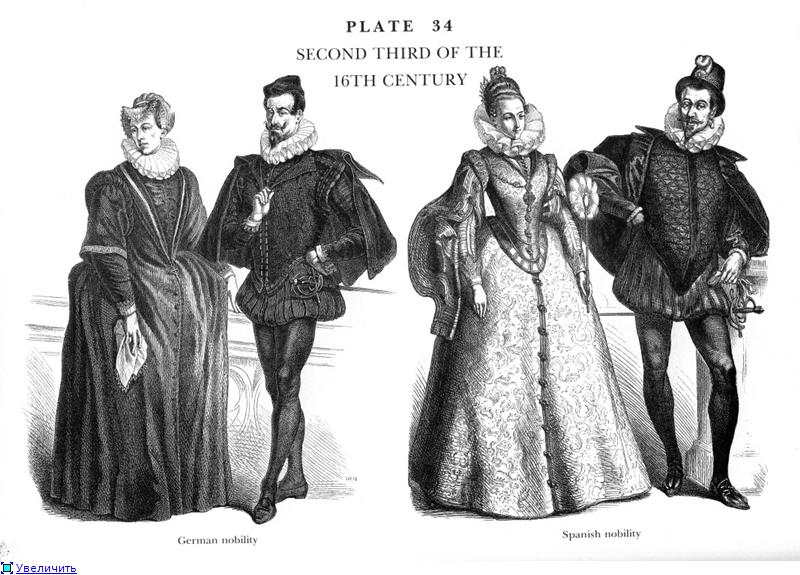 PLATE 34
SECOND THIRD OF THE
16TH CENTURY
German nobility
Spanish nobility
Увеличить